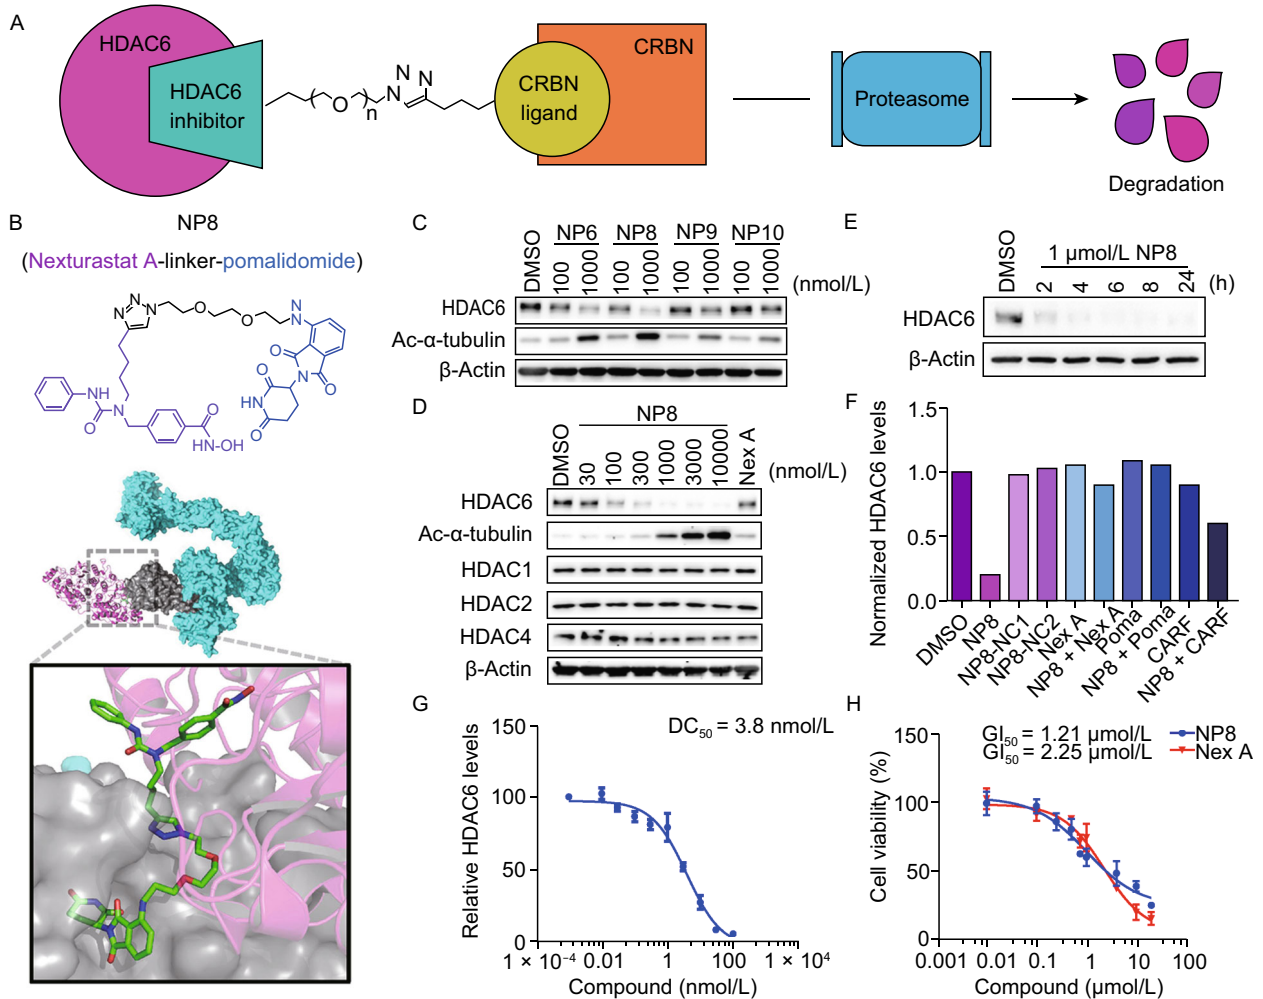 A
HDAC6
HDAC6
inhibitor
O
n
N
N
N
CRBN
ligand
CRBN
Proteasome
Degradation
B
NP8
(Nexturastat A-linker-pomalidomide)
N
N
N
O
O
N
O
N
O
O
HN
O
NH
O
N
O
HN-OH
C
DMSO
NP6
NP8
NP9
NP10
100
1000
100
1000
100
1000
100
1000
(nmol/L)
HDAC6
Ac-α-tubulin
β-Actin
D
NP8
DMSO
30
100
300
1000
3000
10000
Nex A
(nmol/L)
HDAC6
Ac-α-tubulin
HDAC1
HDAC2
HDAC4
β-Actin
E
DMSO
1 μmol/L NP8
2
4
6
8
24
(h)
HDAC6
β-Actin
F
Normalized HDAC6 levels
1.5
1.0
0.5
0.0
DMSO
NP8
NP8-NC1
NP8-NC2
Nex A
NP8 + Nex A
Poma
NP8 + Poma
CARF
NP8 + CARF
G
DC50 = 3.8 nmol/L
Relative HDAC6 levels
150
100
50
0
1 × 10⁻⁴
0.01
1
100
1 × 10⁴
Compound (nmol/L)
H
GI50 = 1.21 μmol/L
NP8
GI50 = 2.25 μmol/L
Nex A
Cell viability (%)
150
100
50
0
0.001
0.01
0.1
1
10
100
Compound (μmol/L)